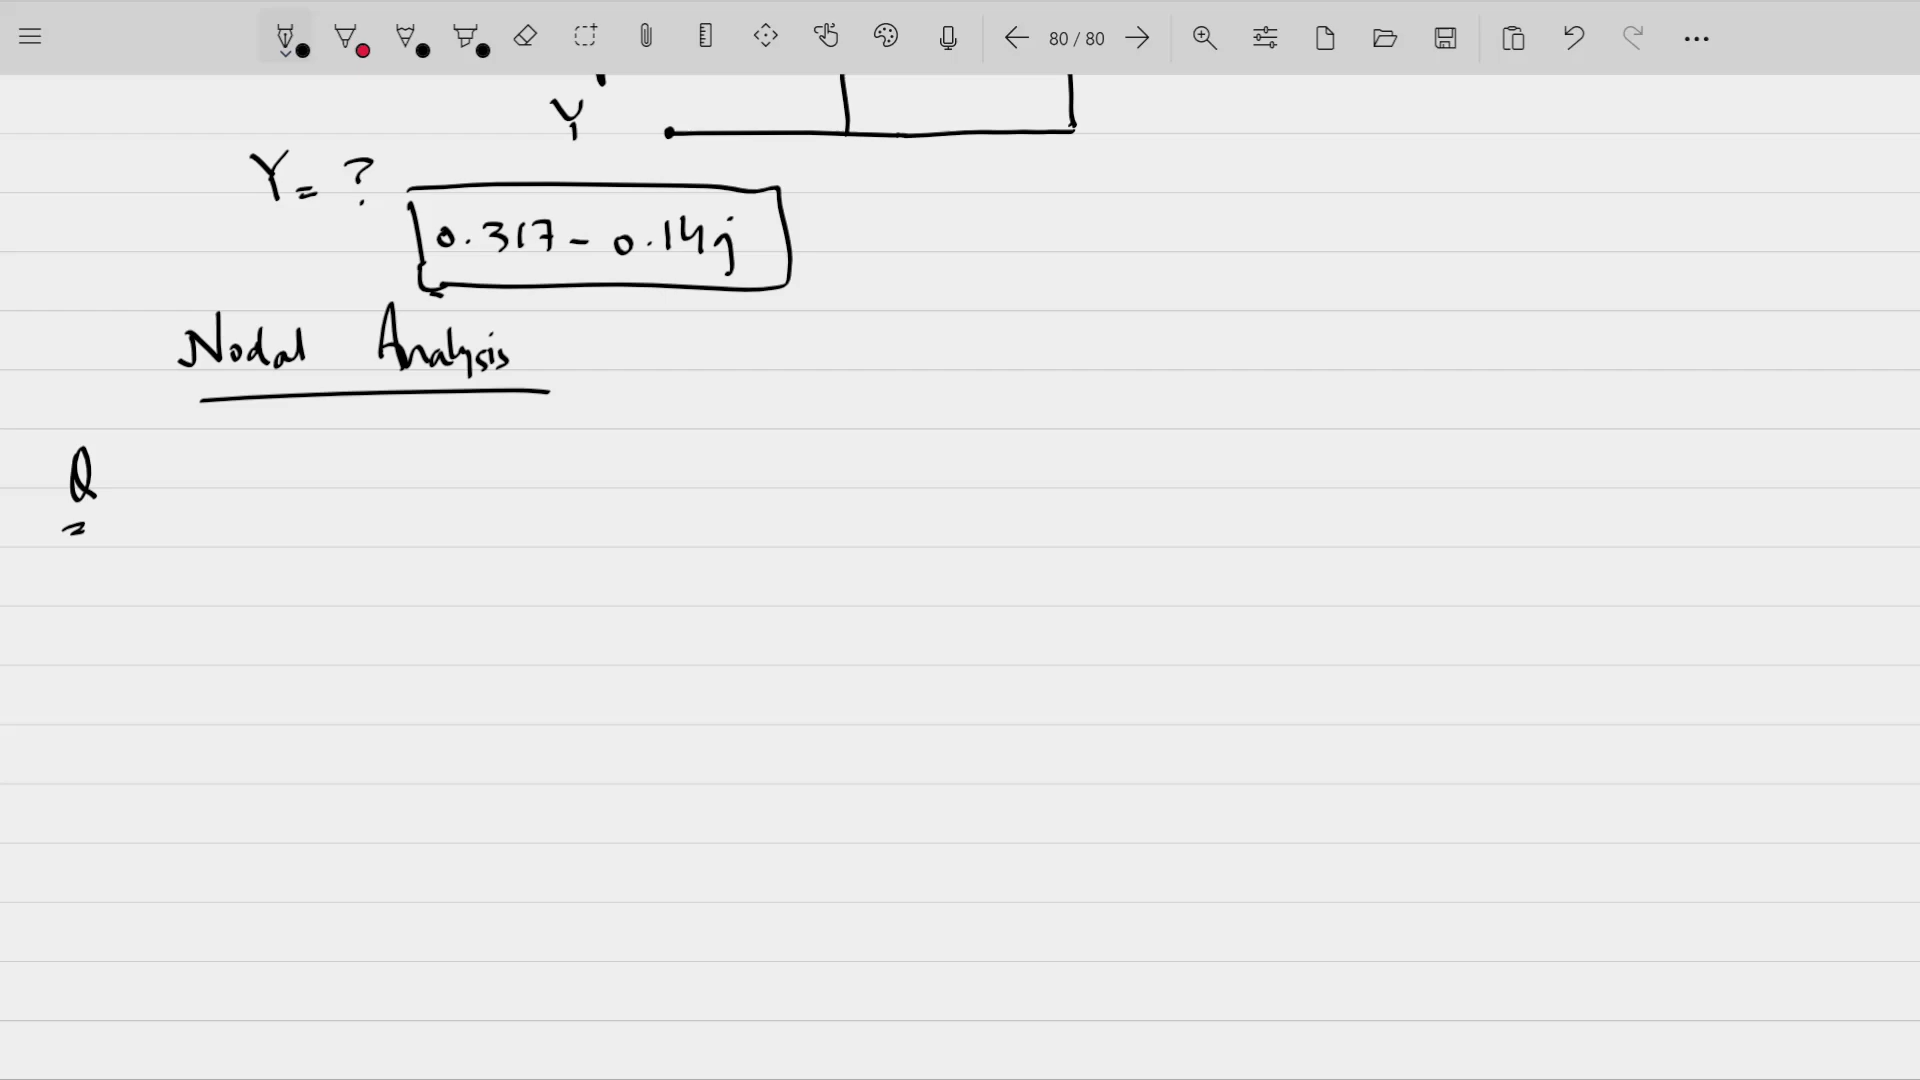 80 / 80
Y
Y = ?
0.317 - 0.14j
Nodal Analysis
Q